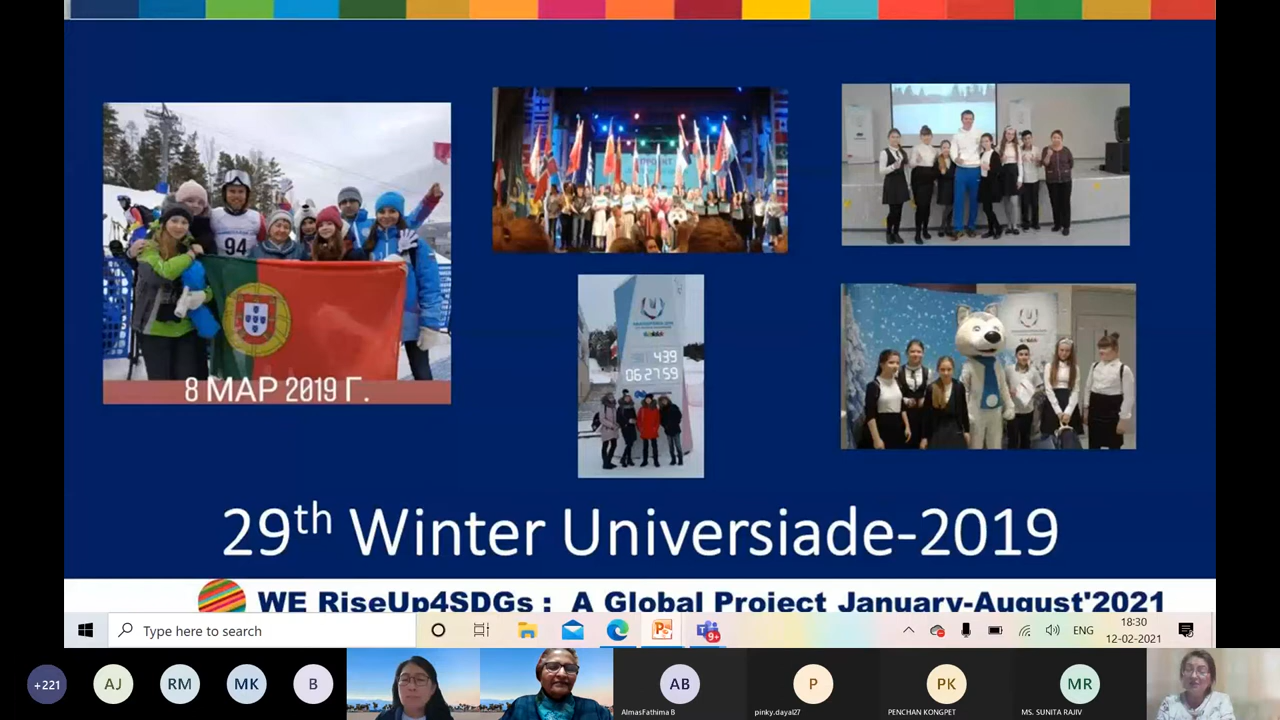 94
8 МАР 2019 Г.
439
06:27:59
29th Winter Universiade-2019
WE RiseUp4SDGs : A Global Project January-August'2021
Type here to search
9+
ENG
18:30
12-02-2021
+221
AJ
RM
MK
B
AB
AlmasFathima B
P
pinky.dayal27
PK
PENCHAN KONGPET
MR
MS. SUNITA RAJIV